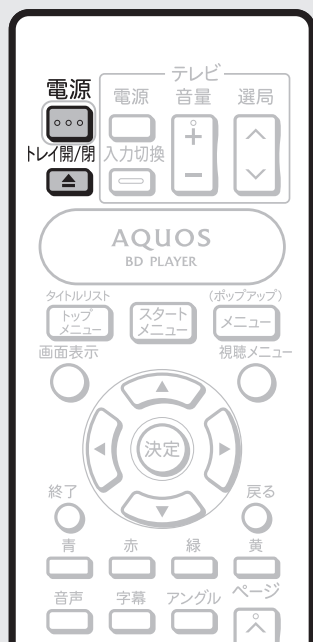 テレビ
電源
電源 音量 選局
トレイ開/閉 入力切換
+
−
AQUOS
BD PLAYER
タイトルリスト (ポップアップ)
トップ
メニュー
スタート
メニュー
メニュー
画面表示 視聴メニュー
決定
終了 戻る
青 赤 緑 黄
音声 字幕 アングル ページ